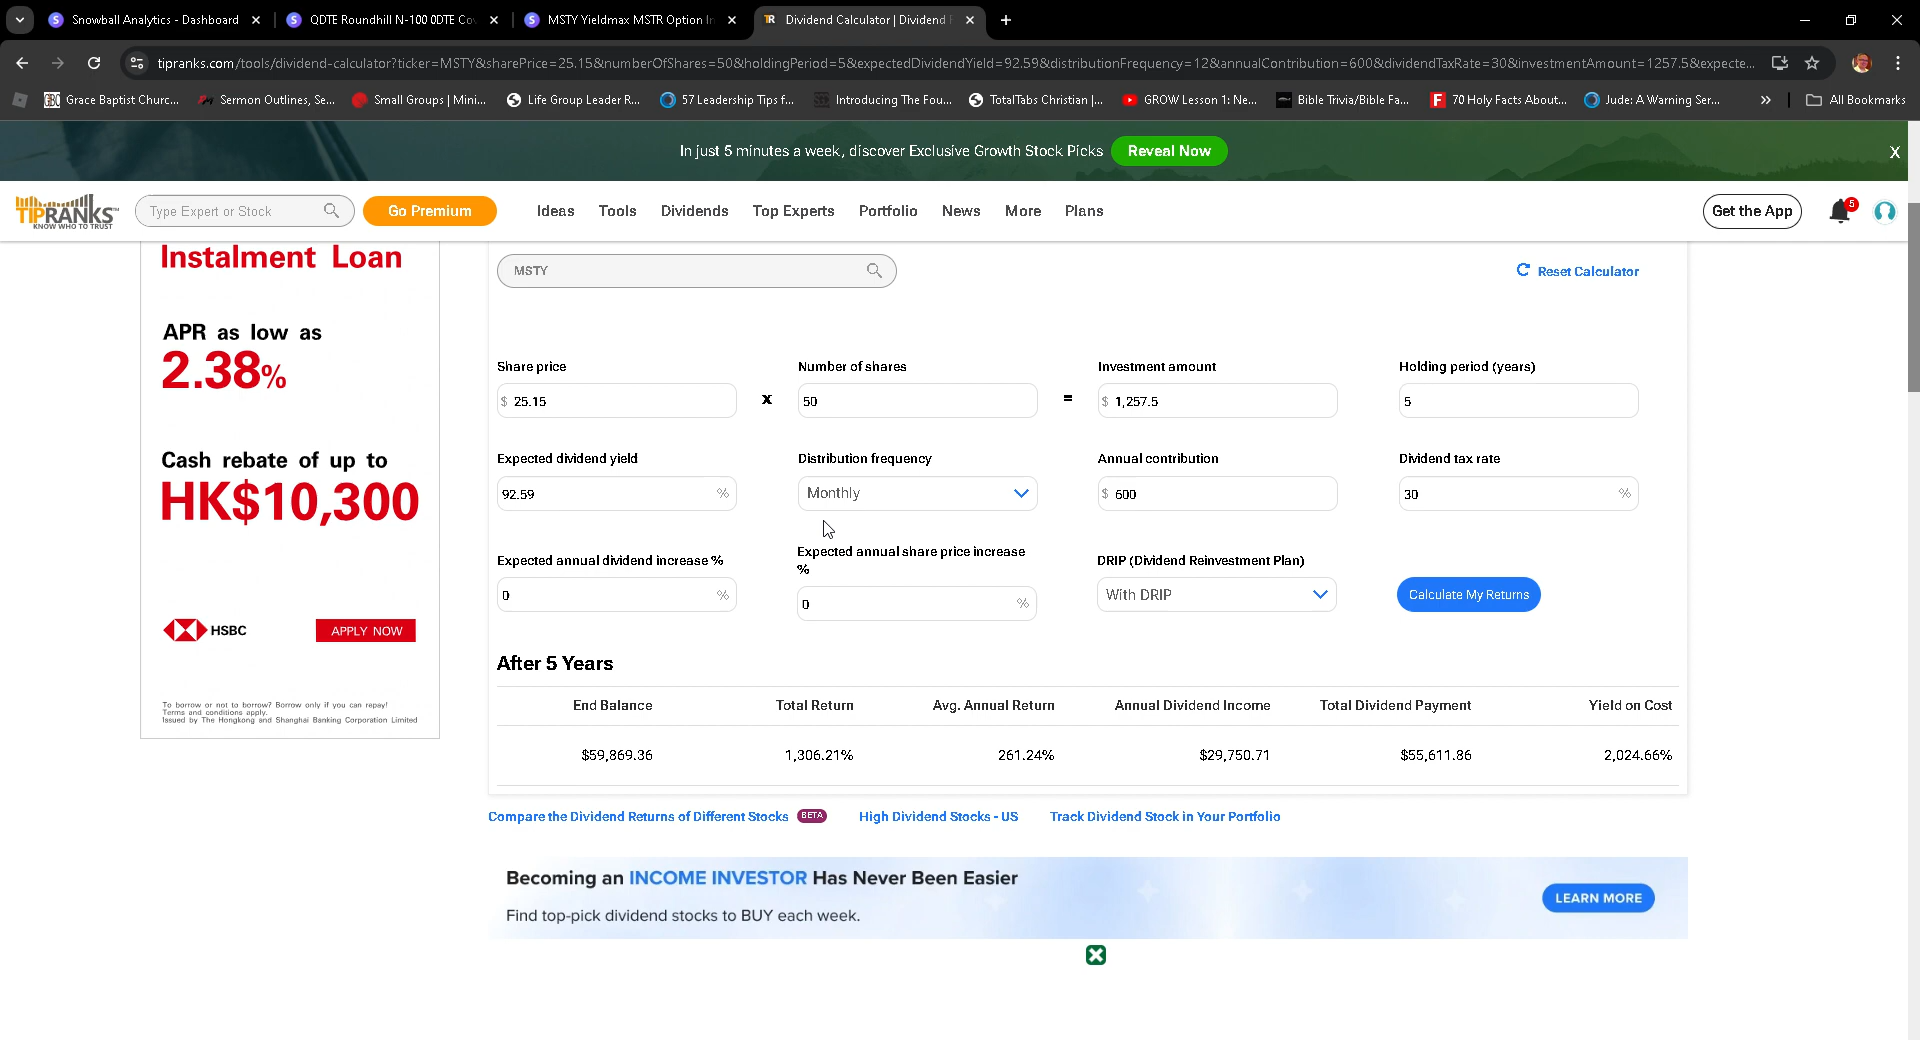 Snowball Analytics - Dashboard
QDTE Roundhill N-100 0DTE Co
MSTY Yieldmax MSTR Option In
TR Dividend Calculator | Dividend
tipranks.com/tools/dividend-calculator?ticker=MSTY&sharePrice=25.15&numberOfShares=50&holdingPeriod=5&expectedDividendYield=92.59&distributionFrequency=12&annualContribution=600&dividendTaxRate=30&investmentAmount=1257.5&expecte...
Grace Baptist Churc...
Sermon Outlines, Se...
Small Groups | Mini...
Life Group Leader R...
57 Leadership Tips f...
Introducing The Fou...
TotalTabs Christian |...
GROW Lesson 1: Ne...
Bible Trivia/Bible Fa...
70 Holy Facts About...
Jude: A Warning Ser...
All Bookmarks
In just 5 minutes a week, discover Exclusive Growth Stock Picks
Reveal Now
X
TIPRANKS
KNOW WHO TO TRUST
Type Expert or Stock
Go Premium
Ideas
Tools
Dividends
Top Experts
Portfolio
News
More
Plans
Get the App
5
Instalment Loan
APR as low as
2.38%
Cash rebate of up to
HK$10,300
HSBC
APPLY NOW
To borrow or not to borrow? Borrow only if you can repay!
Terms and conditions apply.
Issued by The Hongkong and Shanghai Banking Corporation Limited
MSTY
Reset Calculator
Share price
Number of shares
Investment amount
Holding period (years)
$ 25.15
x
50
=
$ 1,257.5
5
Expected dividend yield
Distribution frequency
Annual contribution
Dividend tax rate
92.59 %
Monthly
$ 600
30 %
Expected annual dividend increase %
Expected annual share price increase
%
DRIP (Dividend Reinvestment Plan)
0 %
0 %
With DRIP
Calculate My Returns
After 5 Years
End Balance
Total Return
Avg. Annual Return
Annual Dividend Income
Total Dividend Payment
Yield on Cost
$59,869.36
1,306.21%
261.24%
$29,750.71
$55,611.86
2,024.66%
Compare the Dividend Returns of Different Stocks BETA
High Dividend Stocks - US
Track Dividend Stock in Your Portfolio
Becoming an INCOME INVESTOR Has Never Been Easier
Find top-pick dividend stocks to BUY each week.
LEARN MORE